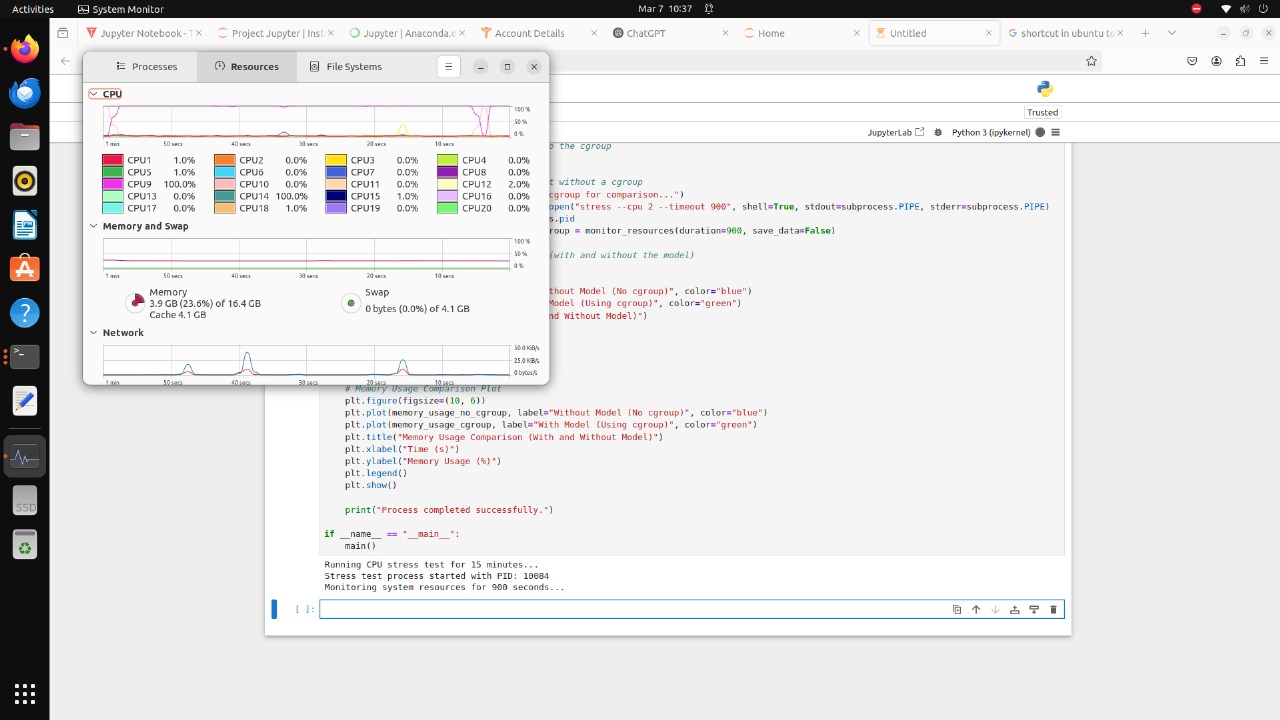 Activities
System Monitor
Mar 7 10:37
Jupyter Notebook - T
Project Jupyter | Inst
Jupyter | Anaconda.o
Account Details
ChatGPT
Home
Untitled
shortcut in ubuntu to
Processes
Resources
File Systems
CPU
100 %
50 %
0 %
1 min 50 secs 40 secs 30 secs 20 secs 10 secs
CPU1 1.0% CPU2 0.0% CPU3 0.0% CPU4 0.0%
CPU5 1.0% CPU6 0.0% CPU7 0.0% CPU8 0.0%
CPU9 100.0% CPU10 0.0% CPU11 0.0% CPU12 2.0%
CPU13 0.0% CPU14 100.0% CPU15 1.0% CPU16 0.0%
CPU17 0.0% CPU18 1.0% CPU19 0.0% CPU20 0.0%
Memory and Swap
100 %
50 %
0 %
1 min 50 secs 40 secs 30 secs 20 secs 10 secs
Memory
3.9 GB (23.6%) of 16.4 GB
Cache 4.1 GB
Swap
0 bytes (0.0%) of 4.1 GB
Network
50.0 KiB/s
25.0 KiB/s
0 bytes/s
1 min 50 secs 40 secs 30 secs 20 secs 10 secs
Trusted
JupyterLab
Python 3 (ipykernel)
the cgroup
t without a cgroup
cgroup for comparison...")
open("stress --cpu 2 --timeout 900", shell=True, stdout=subprocess.PIPE, stderr=subprocess.PIPE)
s.pid
roup = monitor_resources(duration=900, save_data=False)
(with and without the model)
thout Model (No cgroup)", color="blue")
Model (Using cgroup)", color="green")
nd Without Model)")
# Memory Usage Comparison Plot
plt.figure(figsize=(10, 6))
plt.plot(memory_usage_no_cgroup, label="Without Model (No cgroup)", color="blue")
plt.plot(memory_usage_cgroup, label="With Model (Using cgroup)", color="green")
plt.title("Memory Usage Comparison (With and Without Model)")
plt.xlabel("Time (s)")
plt.ylabel("Memory Usage (%)")
plt.legend()
plt.show()
print("Process completed successfully.")
if __name__ == "__main__":
main()
Running CPU stress test for 15 minutes...
Stress test process started with PID: 10084
Monitoring system resources for 900 seconds...
[ ]:
SSD